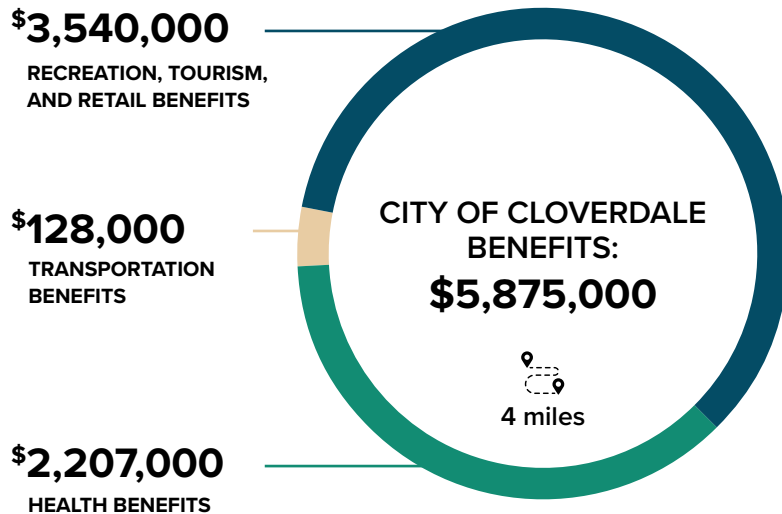 $3,540,000
RECREATION, TOURISM,
AND RETAIL BENEFITS
$128,000
TRANSPORTATION
BENEFITS
$2,207,000
HEALTH BENEFITS
CITY OF CLOVERDALE
BENEFITS:
$5,875,000
4 miles